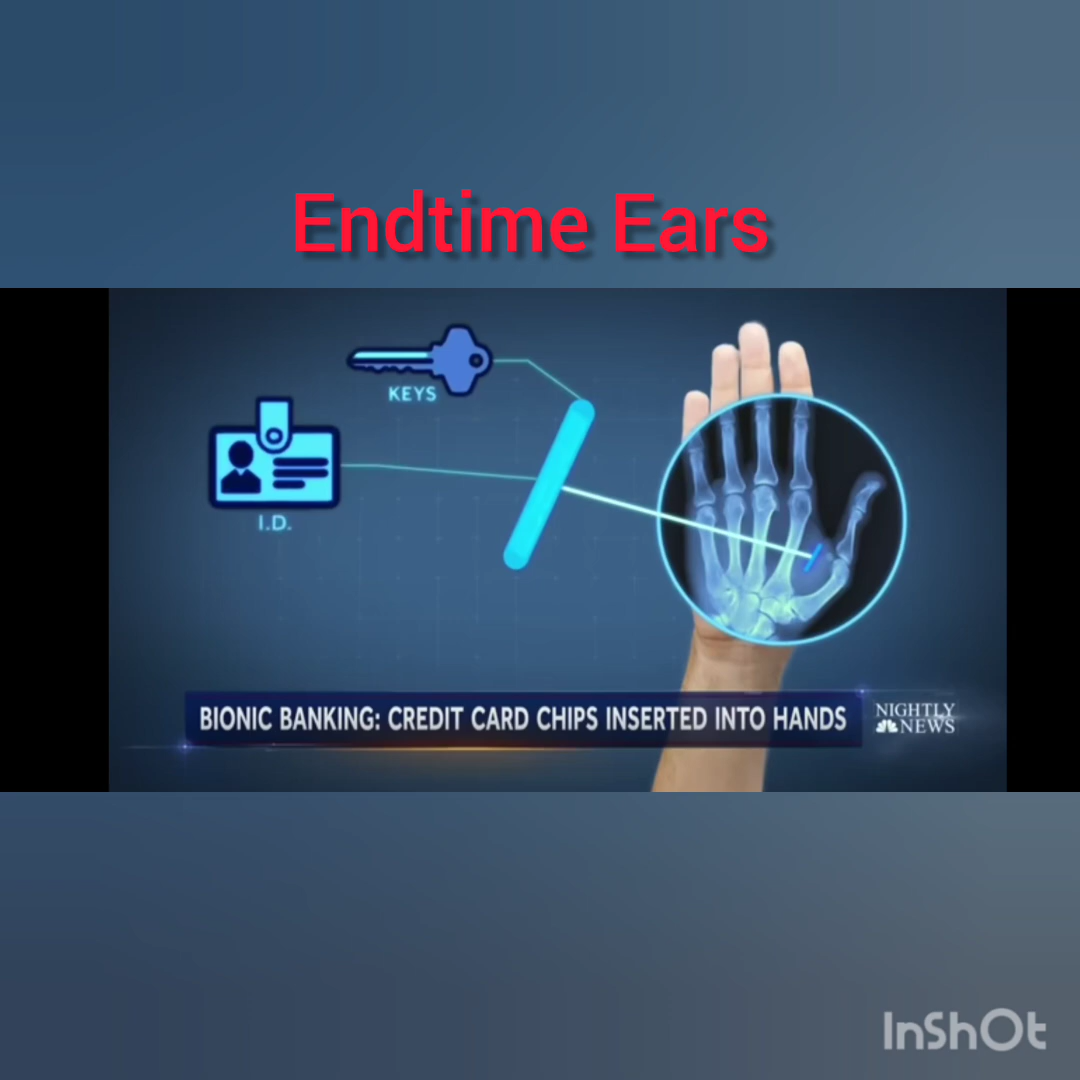 Endtime Ears
KEYS
I.D.
BIONIC BANKING: CREDIT CARD CHIPS INSERTED INTO HANDS
NIGHTLY
NEWS
InShOt